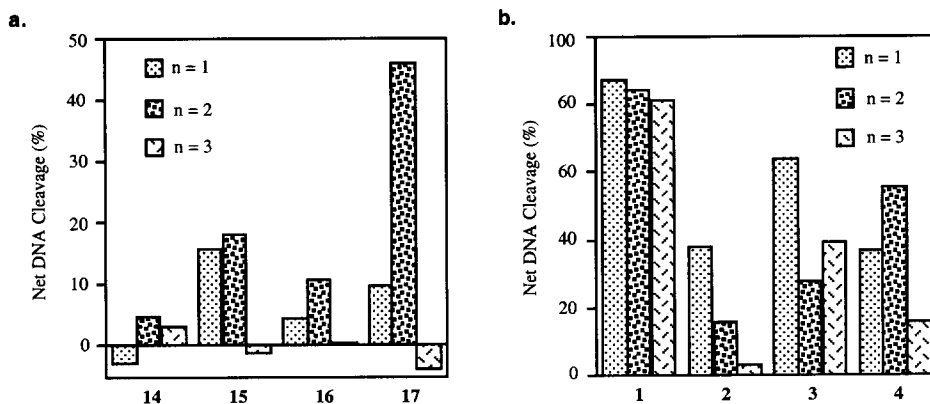 a.
50
40
30
20
10
0
Net DNA Cleavage (%)
n = 1
n = 2
n = 3
14 15 16 17
b.
100
80
60
40
20
0
Net DNA Cleavage (%)
n = 1
n = 2
n = 3
1 2 3 4